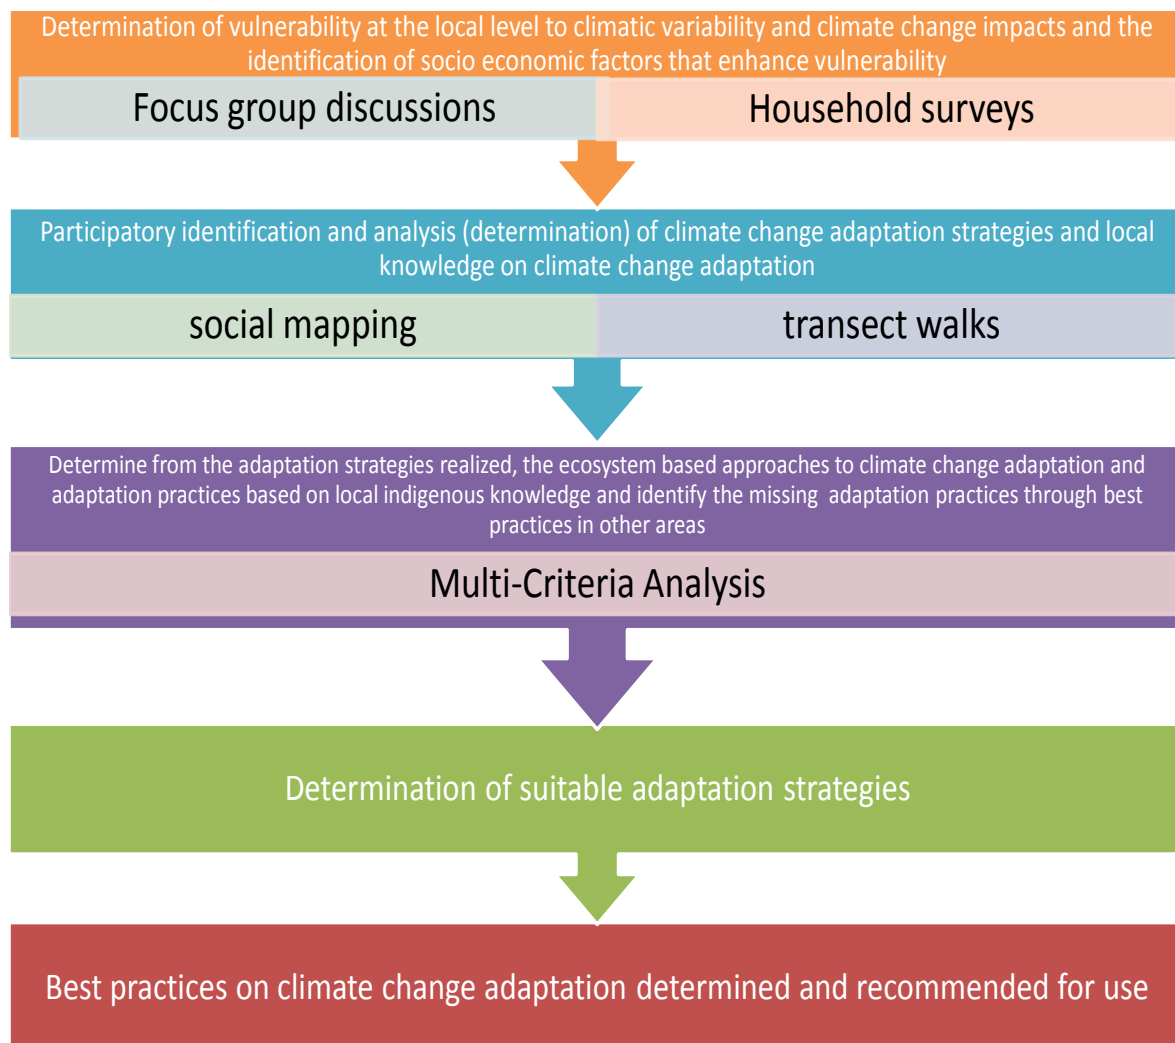 Determination of vulnerability at the local level to climatic variability and climate change impacts and the
identification of socio economic factors that enhance vulnerability
Focus group discussions
Household surveys
Participatory identification and analysis (determination) of climate change adaptation strategies and local
knowledge on climate change adaptation
social mapping
transect walks
Determine from the adaptation strategies realized, the ecosystem based approaches to climate change adaptation and
adaptation practices based on local indigenous knowledge and identify the missing adaptation practices through best
practices in other areas
Multi-Criteria Analysis
Determination of suitable adaptation strategies
Best practices on climate change adaptation determined and recommended for use